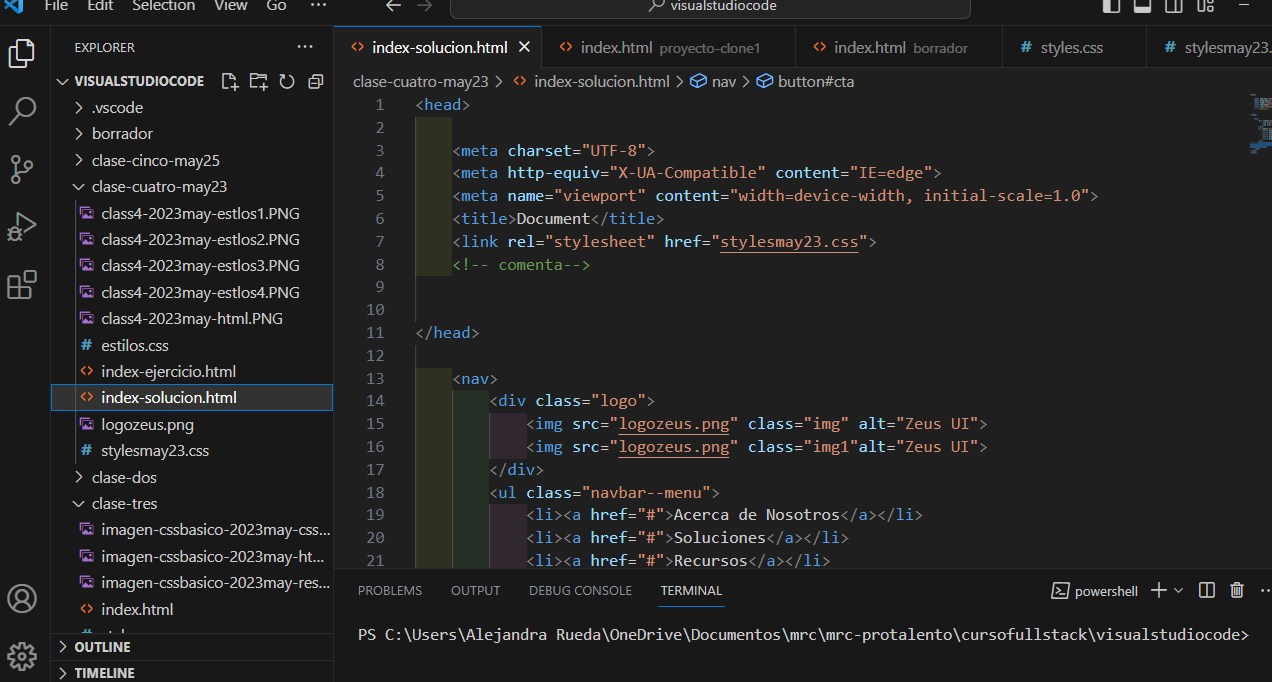 File Edit Selection View Go ··· visualstudiocode
EXPLORER ···
VISUALSTUDIOCODE
.vscode
borrador
clase-cinco-may25
clase-cuatro-may23
class4-2023may-estlos1.PNG
class4-2023may-estlos2.PNG
class4-2023may-estlos3.PNG
class4-2023may-estlos4.PNG
class4-2023may-html.PNG
# estilos.css
<> index-ejercicio.html
<> index-solucion.html
logozeus.png
# stylesmay23.css
clase-dos
clase-tres
imagen-cssbasico-2023may-css...
imagen-cssbasico-2023may-ht...
imagen-cssbasico-2023may-res...
<> index.html
OUTLINE
TIMELINE
<> index-solucion.html × <> index.html proyecto-clone1 <> index.html borrador # styles.css # stylesmay23.
clase-cuatro-may23 > <> index-solucion.html > nav > button#cta
1 <head>
2
3 <meta charset="UTF-8">
4 <meta http-equiv="X-UA-Compatible" content="IE=edge">
5 <meta name="viewport" content="width=device-width, initial-scale=1.0">
6 <title>Document</title>
7 <link rel="stylesheet" href="stylesmay23.css">
8 <!-- comenta-->
9
10
11 </head>
12
13 <nav>
14 <div class="logo">
15 <img src="logozeus.png" class="img" alt="Zeus UI">
16 <img src="logozeus.png" class="img1"alt="Zeus UI">
17 </div>
18 <ul class="navbar--menu">
19 <li><a href="#">Acerca de Nosotros</a></li>
20 <li><a href="#">Soluciones</a></li>
21 <li><a href="#">Recursos</a></li>
PROBLEMS OUTPUT DEBUG CONSOLE TERMINAL powershell
PS C:\Users\Alejandra Rueda\OneDrive\Documentos\mrc\mrc-protalento\cursofullstack\visualstudiocode>